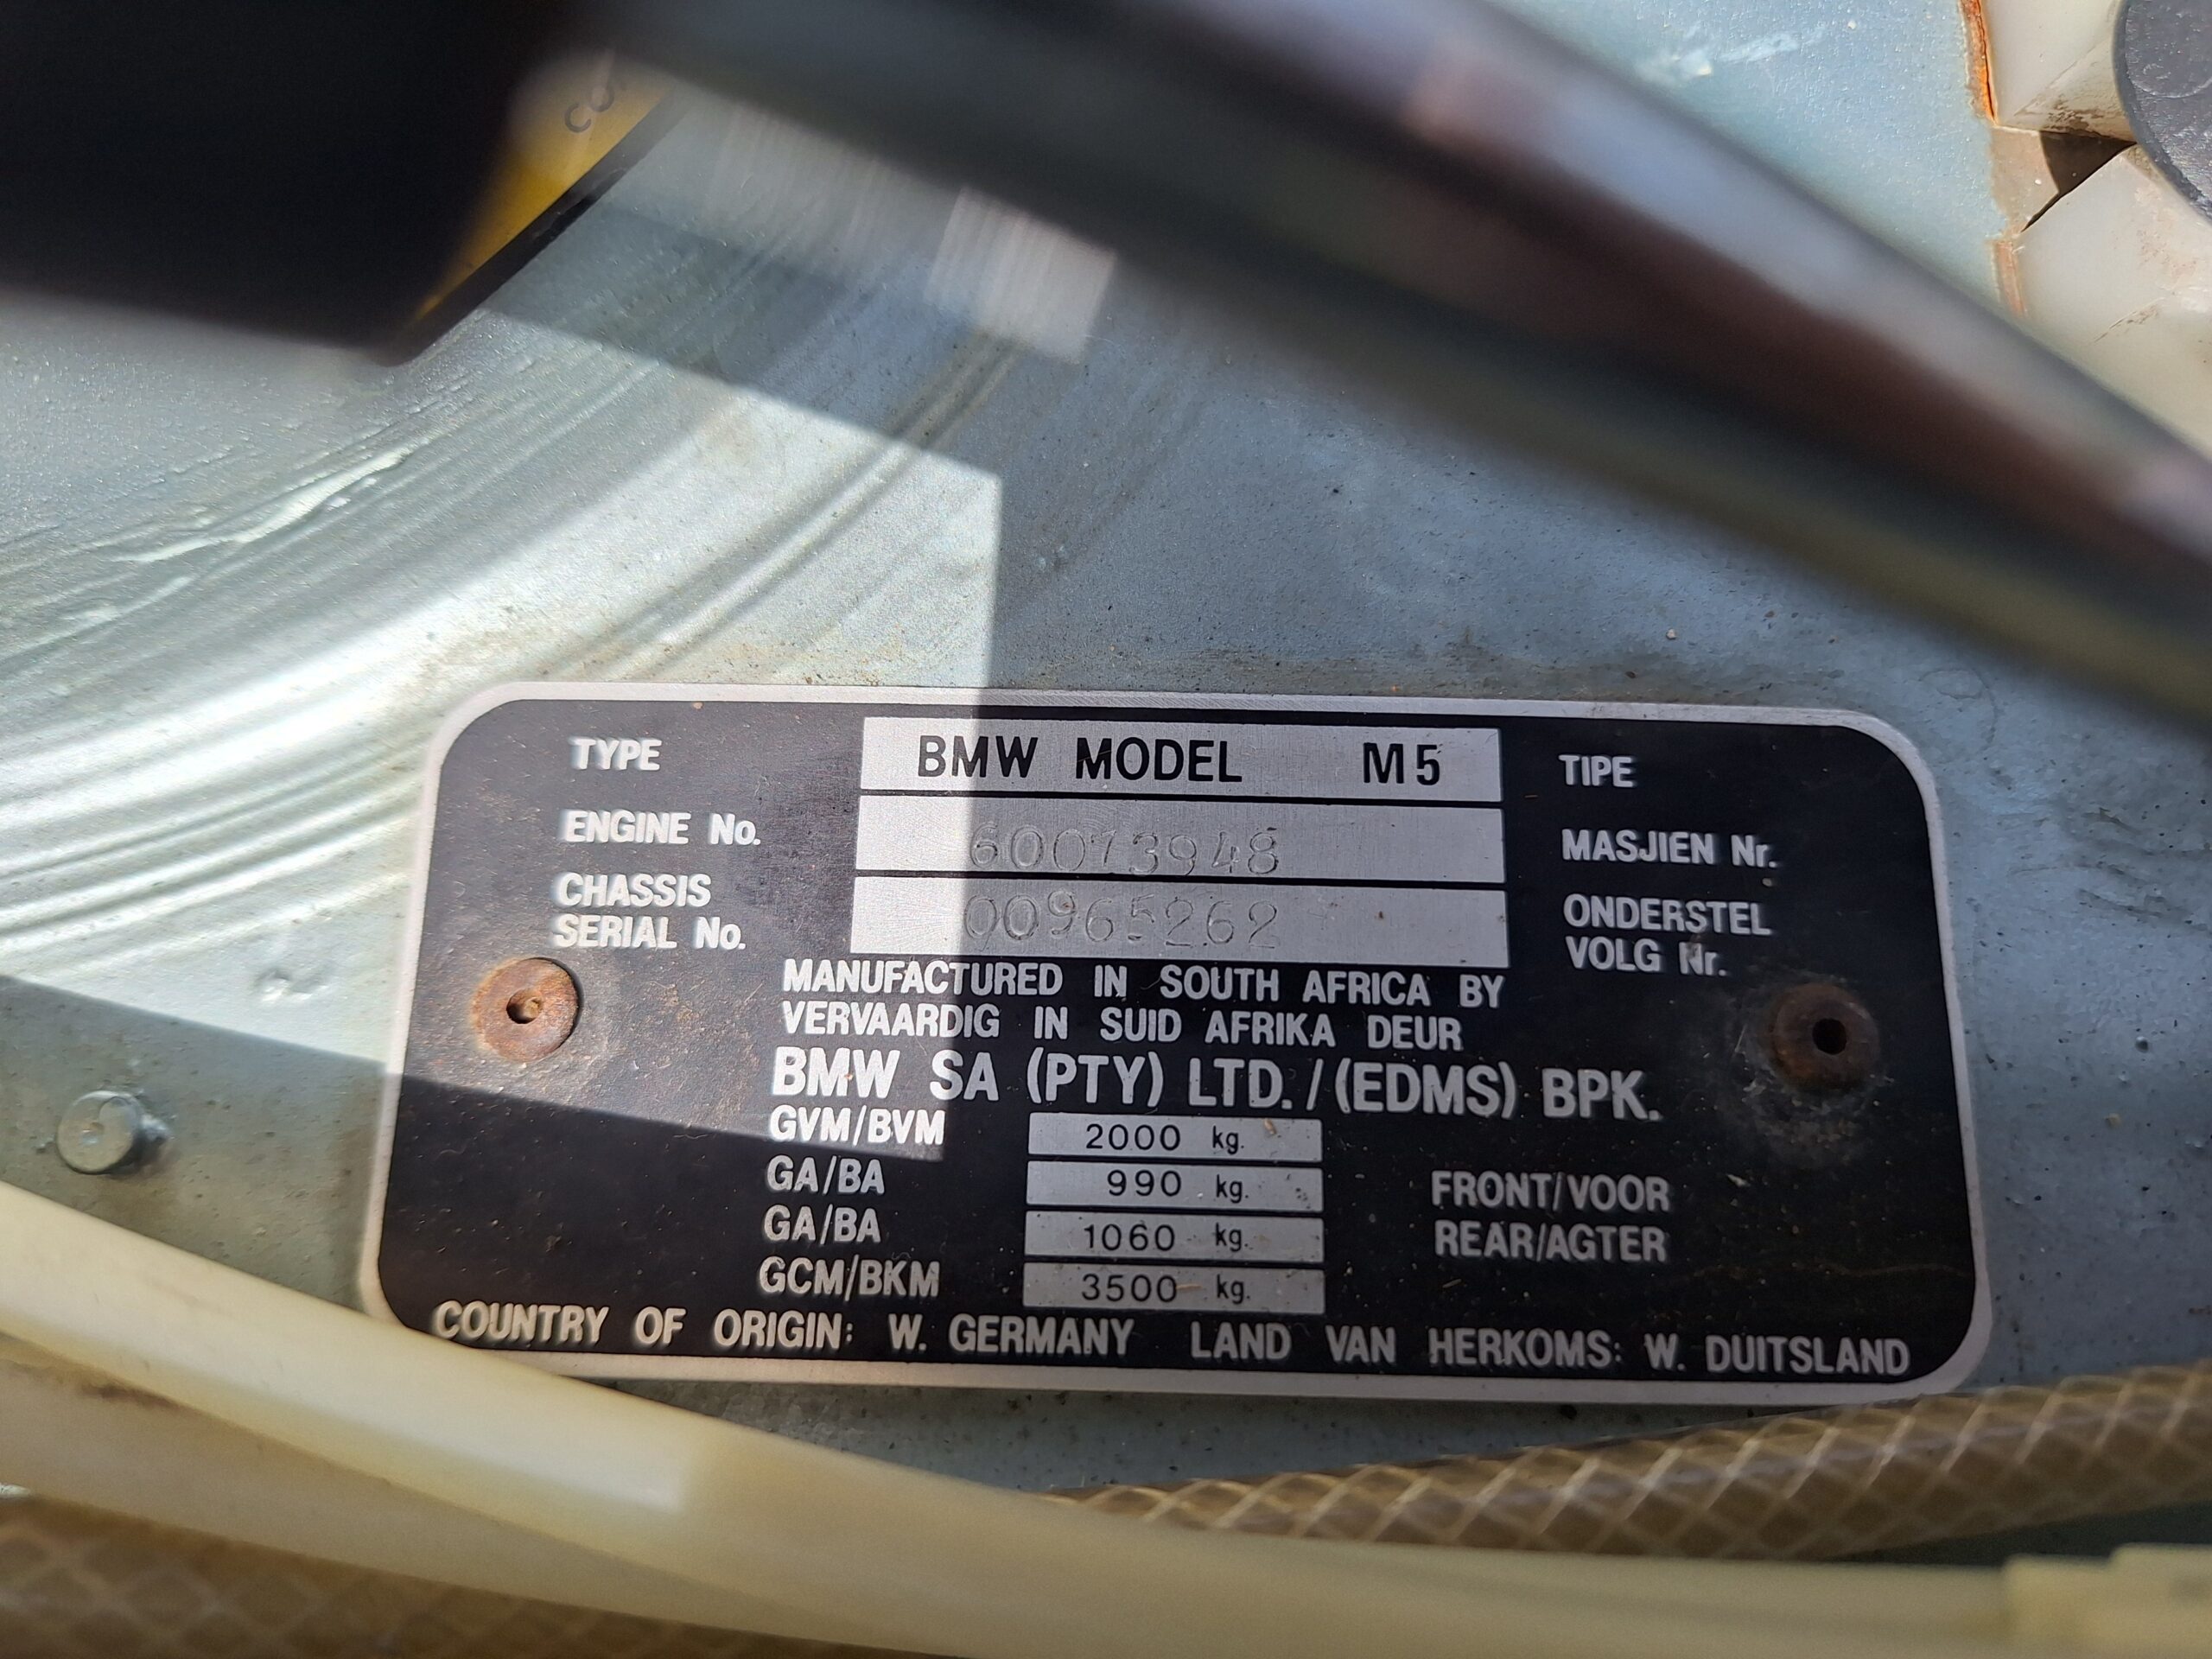 TYPE BMW MODEL M5 TIPE
ENGINE No. 60073948 MASJIEN Nr.
CHASSIS SERIAL No. 00965262 ONDERSTEL VOLG Nr.
MANUFACTURED IN SOUTH AFRICA BY
VERVAARDIG IN SUID AFRIKA DEUR
BMW SA (PTY) LTD./(EDMS) BPK.
GVM/BVM 2000 kg.
GA/BA 990 kg. FRONT/VOOR
GA/BA 1060 kg. REAR/AGTER
GCM/BKM 3500 kg.
COUNTRY OF ORIGIN: W. GERMANY LAND VAN HERKOMS: W. DUITSLAND